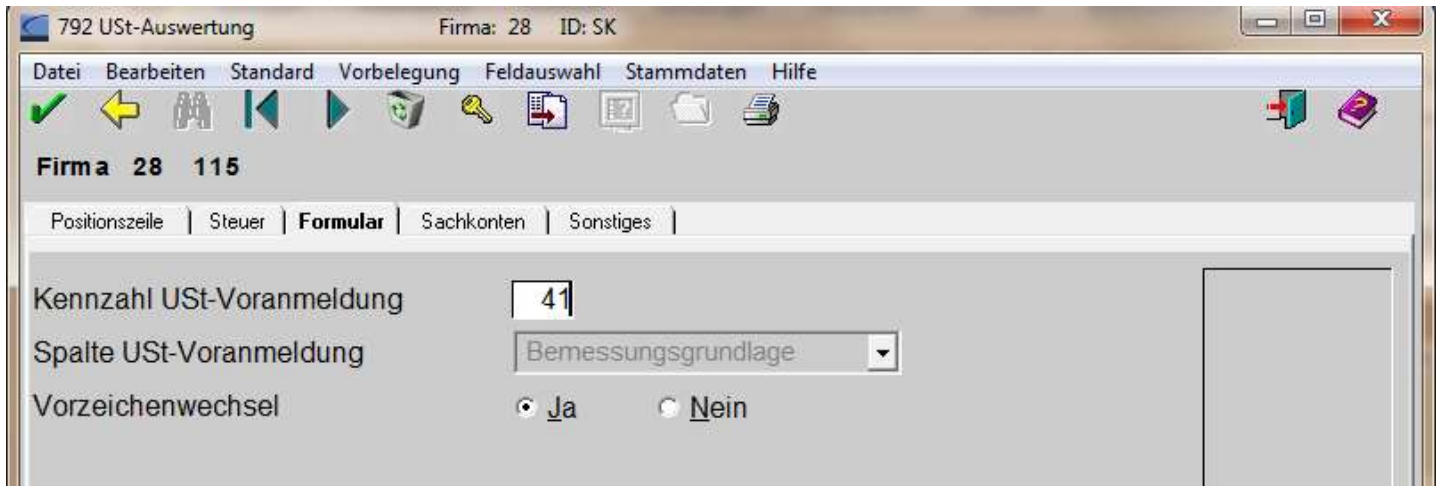 792 USt-Auswertung Firma: 28 ID: SK
Datei Bearbeiten Standard Vorbelegung Feldauswahl Stammdaten Hilfe
Firma 28 115
Positionszeile Steuer Formular Sachkonten Sonstiges
Kennzahl USt-Voranmeldung 41
Spalte USt-Voranmeldung Bemessungsgrundlage
Vorzeichenwechsel Ja Nein